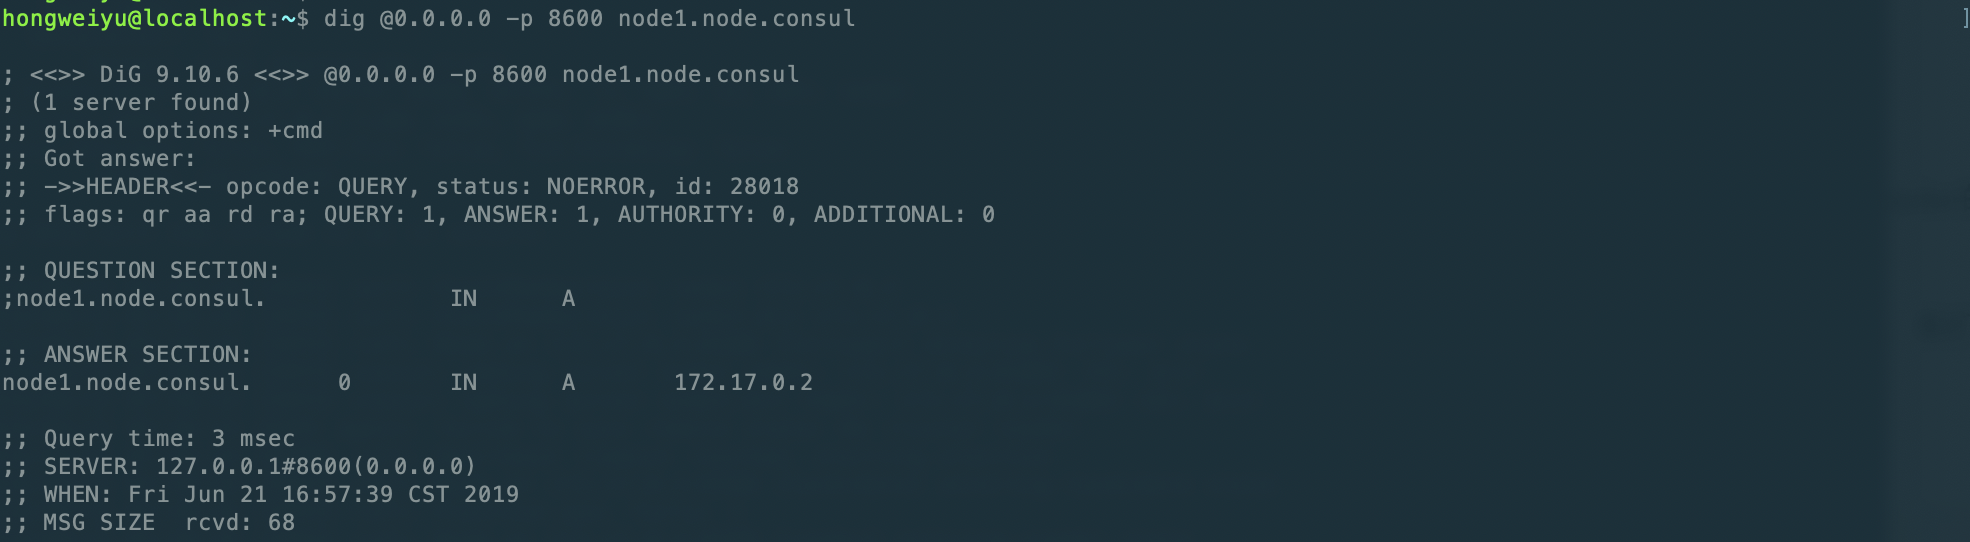 hongweiyu@localhost:~$ dig @0.0.0.0 -p 8600 node1.node.consul ]
; <<>> DiG 9.10.6 <<>> @0.0.0.0 -p 8600 node1.node.consul
; (1 server found)
;; global options: +cmd
;; Got answer:
;; ->>HEADER<<- opcode: QUERY, status: NOERROR, id: 28018
;; flags: qr aa rd ra; QUERY: 1, ANSWER: 1, AUTHORITY: 0, ADDITIONAL: 0
;; QUESTION SECTION:
;node1.node.consul. IN A
;; ANSWER SECTION:
node1.node.consul. 0 IN A 172.17.0.2
;; Query time: 3 msec
;; SERVER: 127.0.0.1#8600(0.0.0.0)
;; WHEN: Fri Jun 21 16:57:39 CST 2019
;; MSG SIZE  rcvd: 68